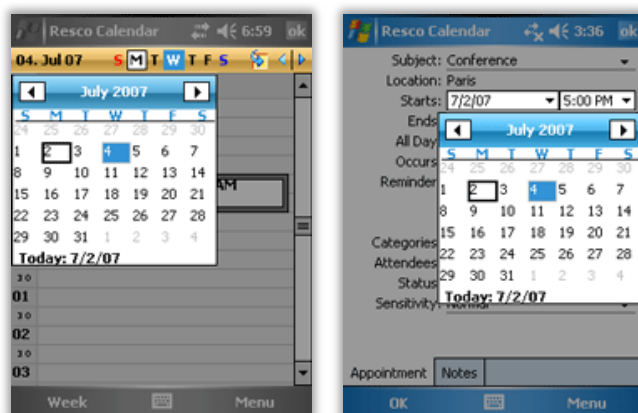 Resco Calendar 6:59 ok
04. Jul 07 S M T W T F S
July 2007
S M T W T F S
24 25 26 27 28 29 30
1 2 3 4 5 6 7
8 9 10 11 12 13 14
15 16 17 18 19 20 21
22 23 24 25 26 27 28
29 30 31 1 2 3 4
Today: 7/2/07
AM
30
01
30
02
30
03
Week Menu
Resco Calendar 3:36 ok
Subject: Conference
Location: Paris
Starts: 7/2/07 5:00 PM
Ends
All Day
Occurs
Reminder
Categories
Attendees
Status
Sensitivity: Normal
July 2007
S M T W T F S
24 25 26 27 28 29 30
1 2 3 4 5 6 7
8 9 10 11 12 13 14
15 16 17 18 19 20 21
22 23 24 25 26 27 28
29 30 31 1 2 3 4
Today: 7/2/07
Appointment Notes
OK Menu